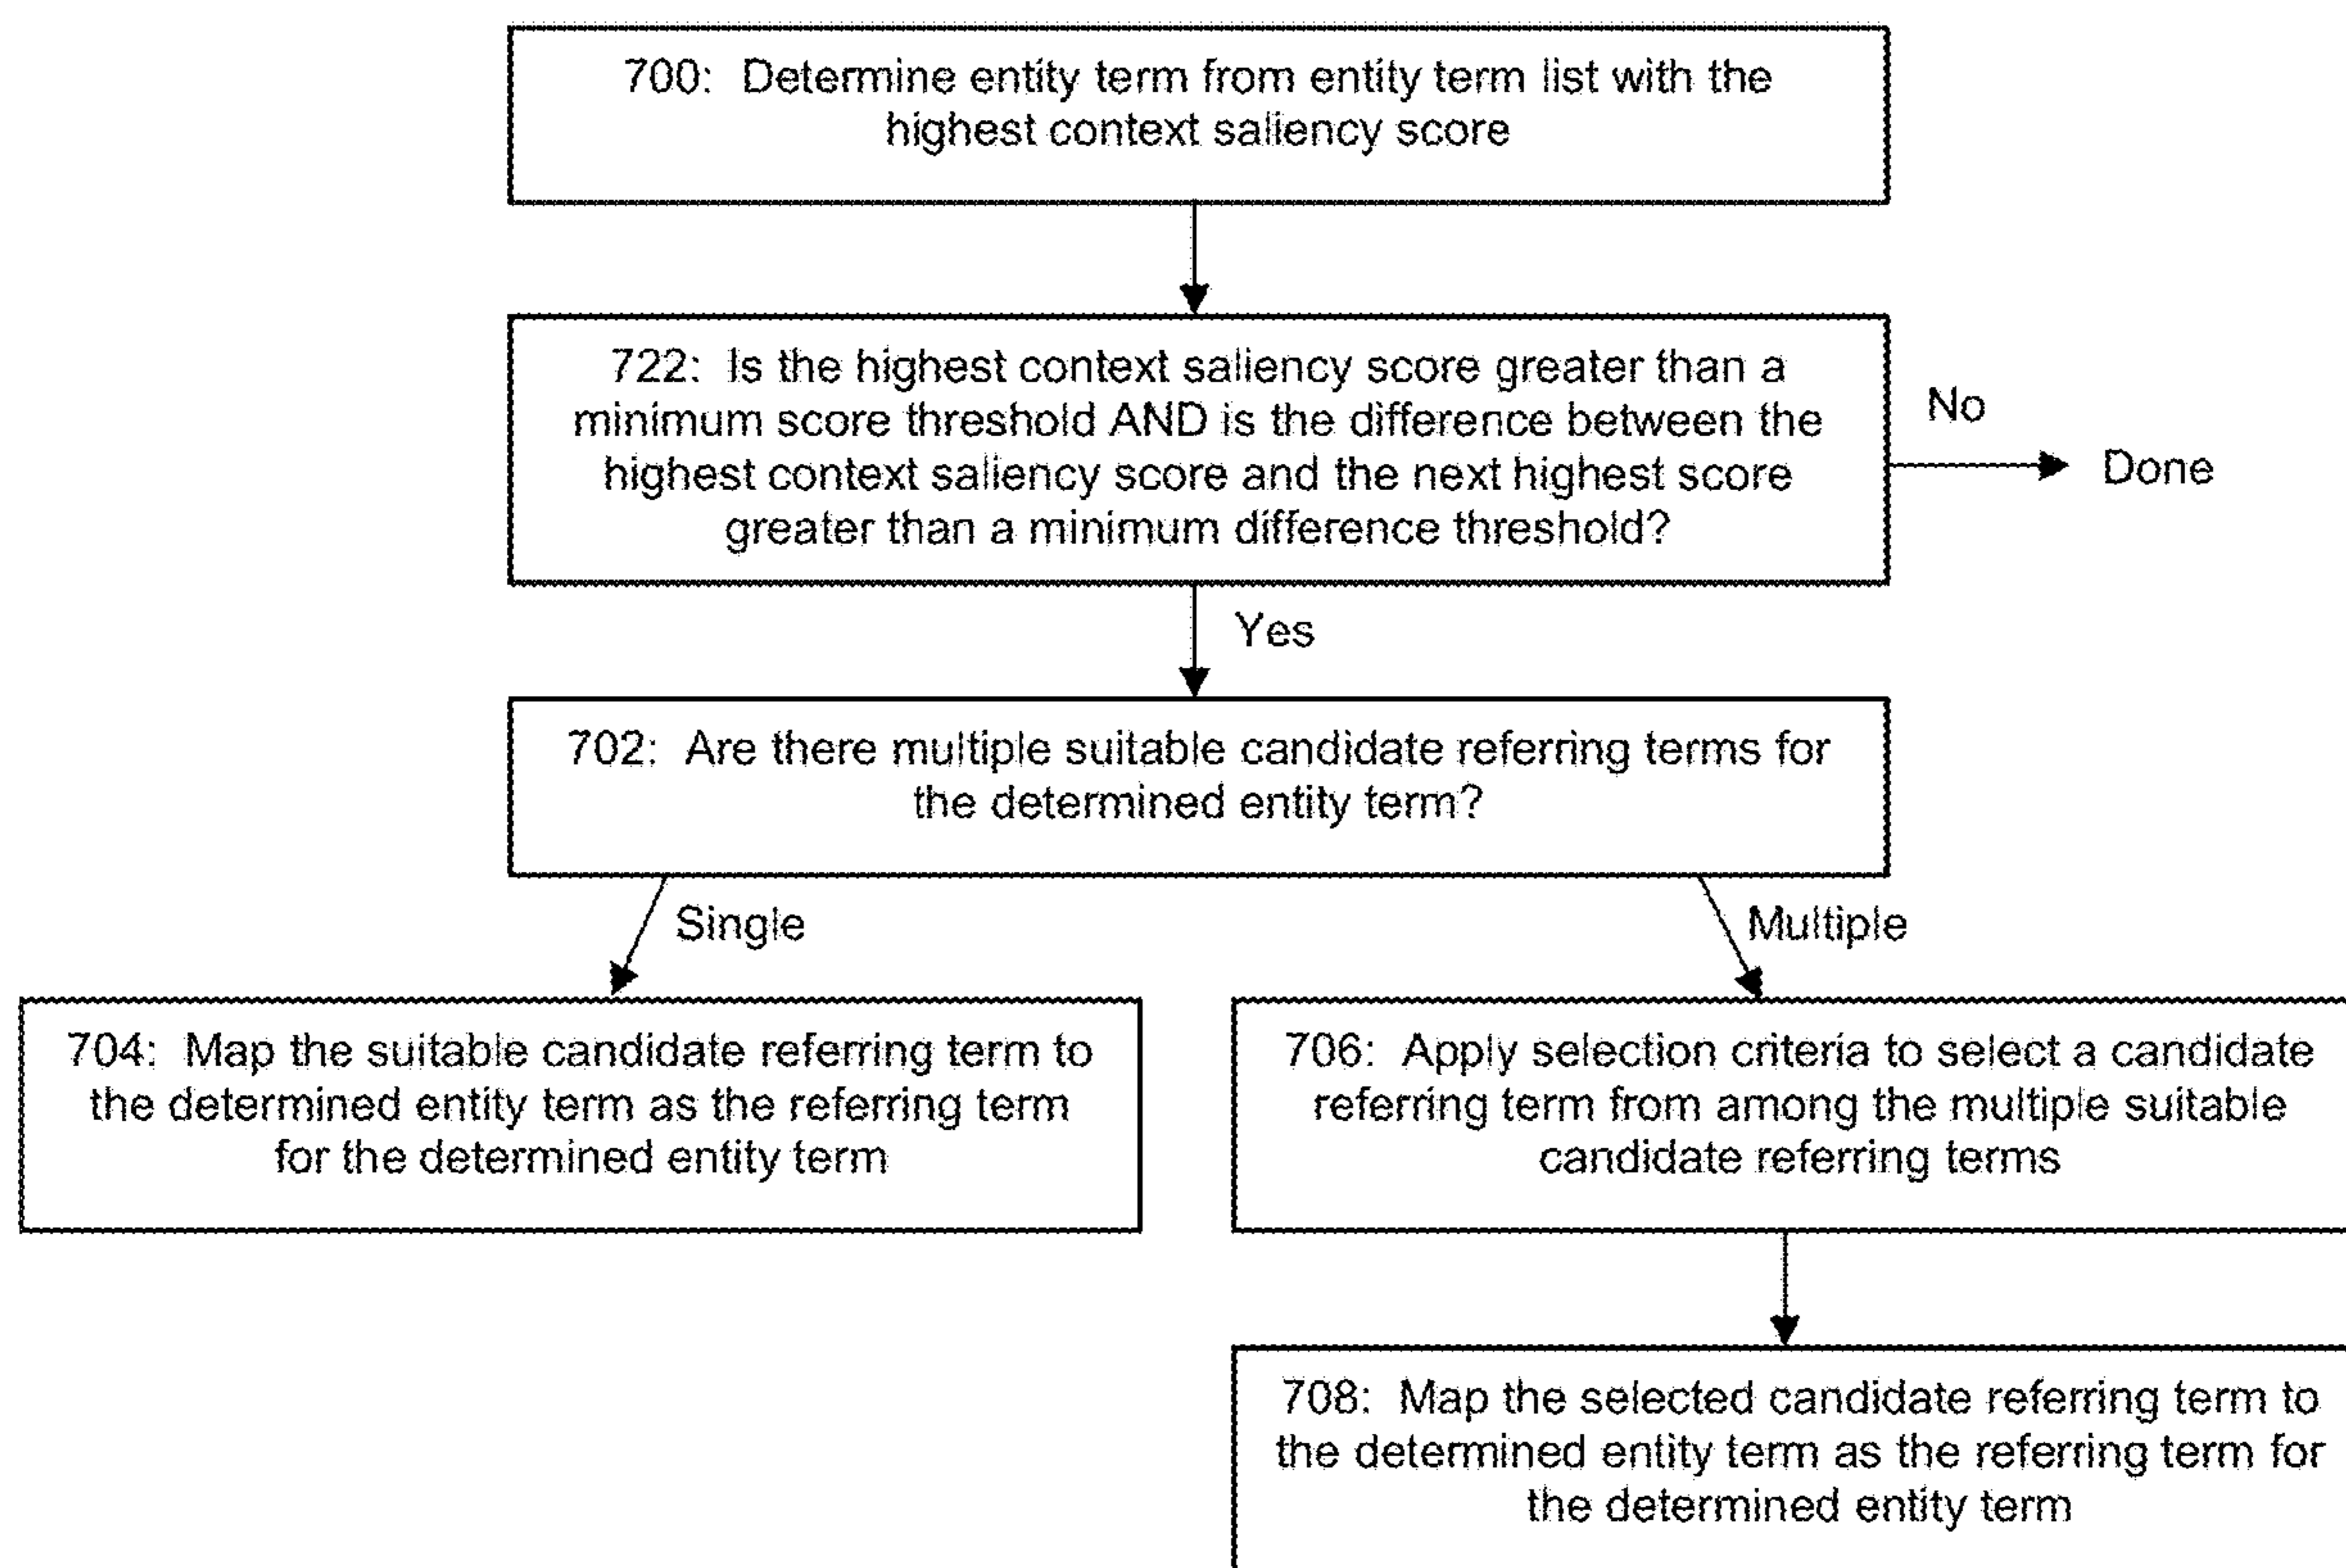 700: Determine entity term from entity term list with the
highest context saliency score
722: Is the highest context saliency score greater than a
minimum score threshold AND is the difference between the
highest context saliency score and the next highest score
greater than a minimum difference threshold?
No
Done
Yes
702: Are there multiple suitable candidate referring terms for
the determined entity term?
Single
Multiple
704: Map the suitable candidate referring term to
the determined entity term as the referring term
for the determined entity term
706: Apply selection criteria to select a candidate
referring term from among the multiple suitable
candidate referring terms
708: Map the selected candidate referring term to
the determined entity term as the referring term for
the determined entity term